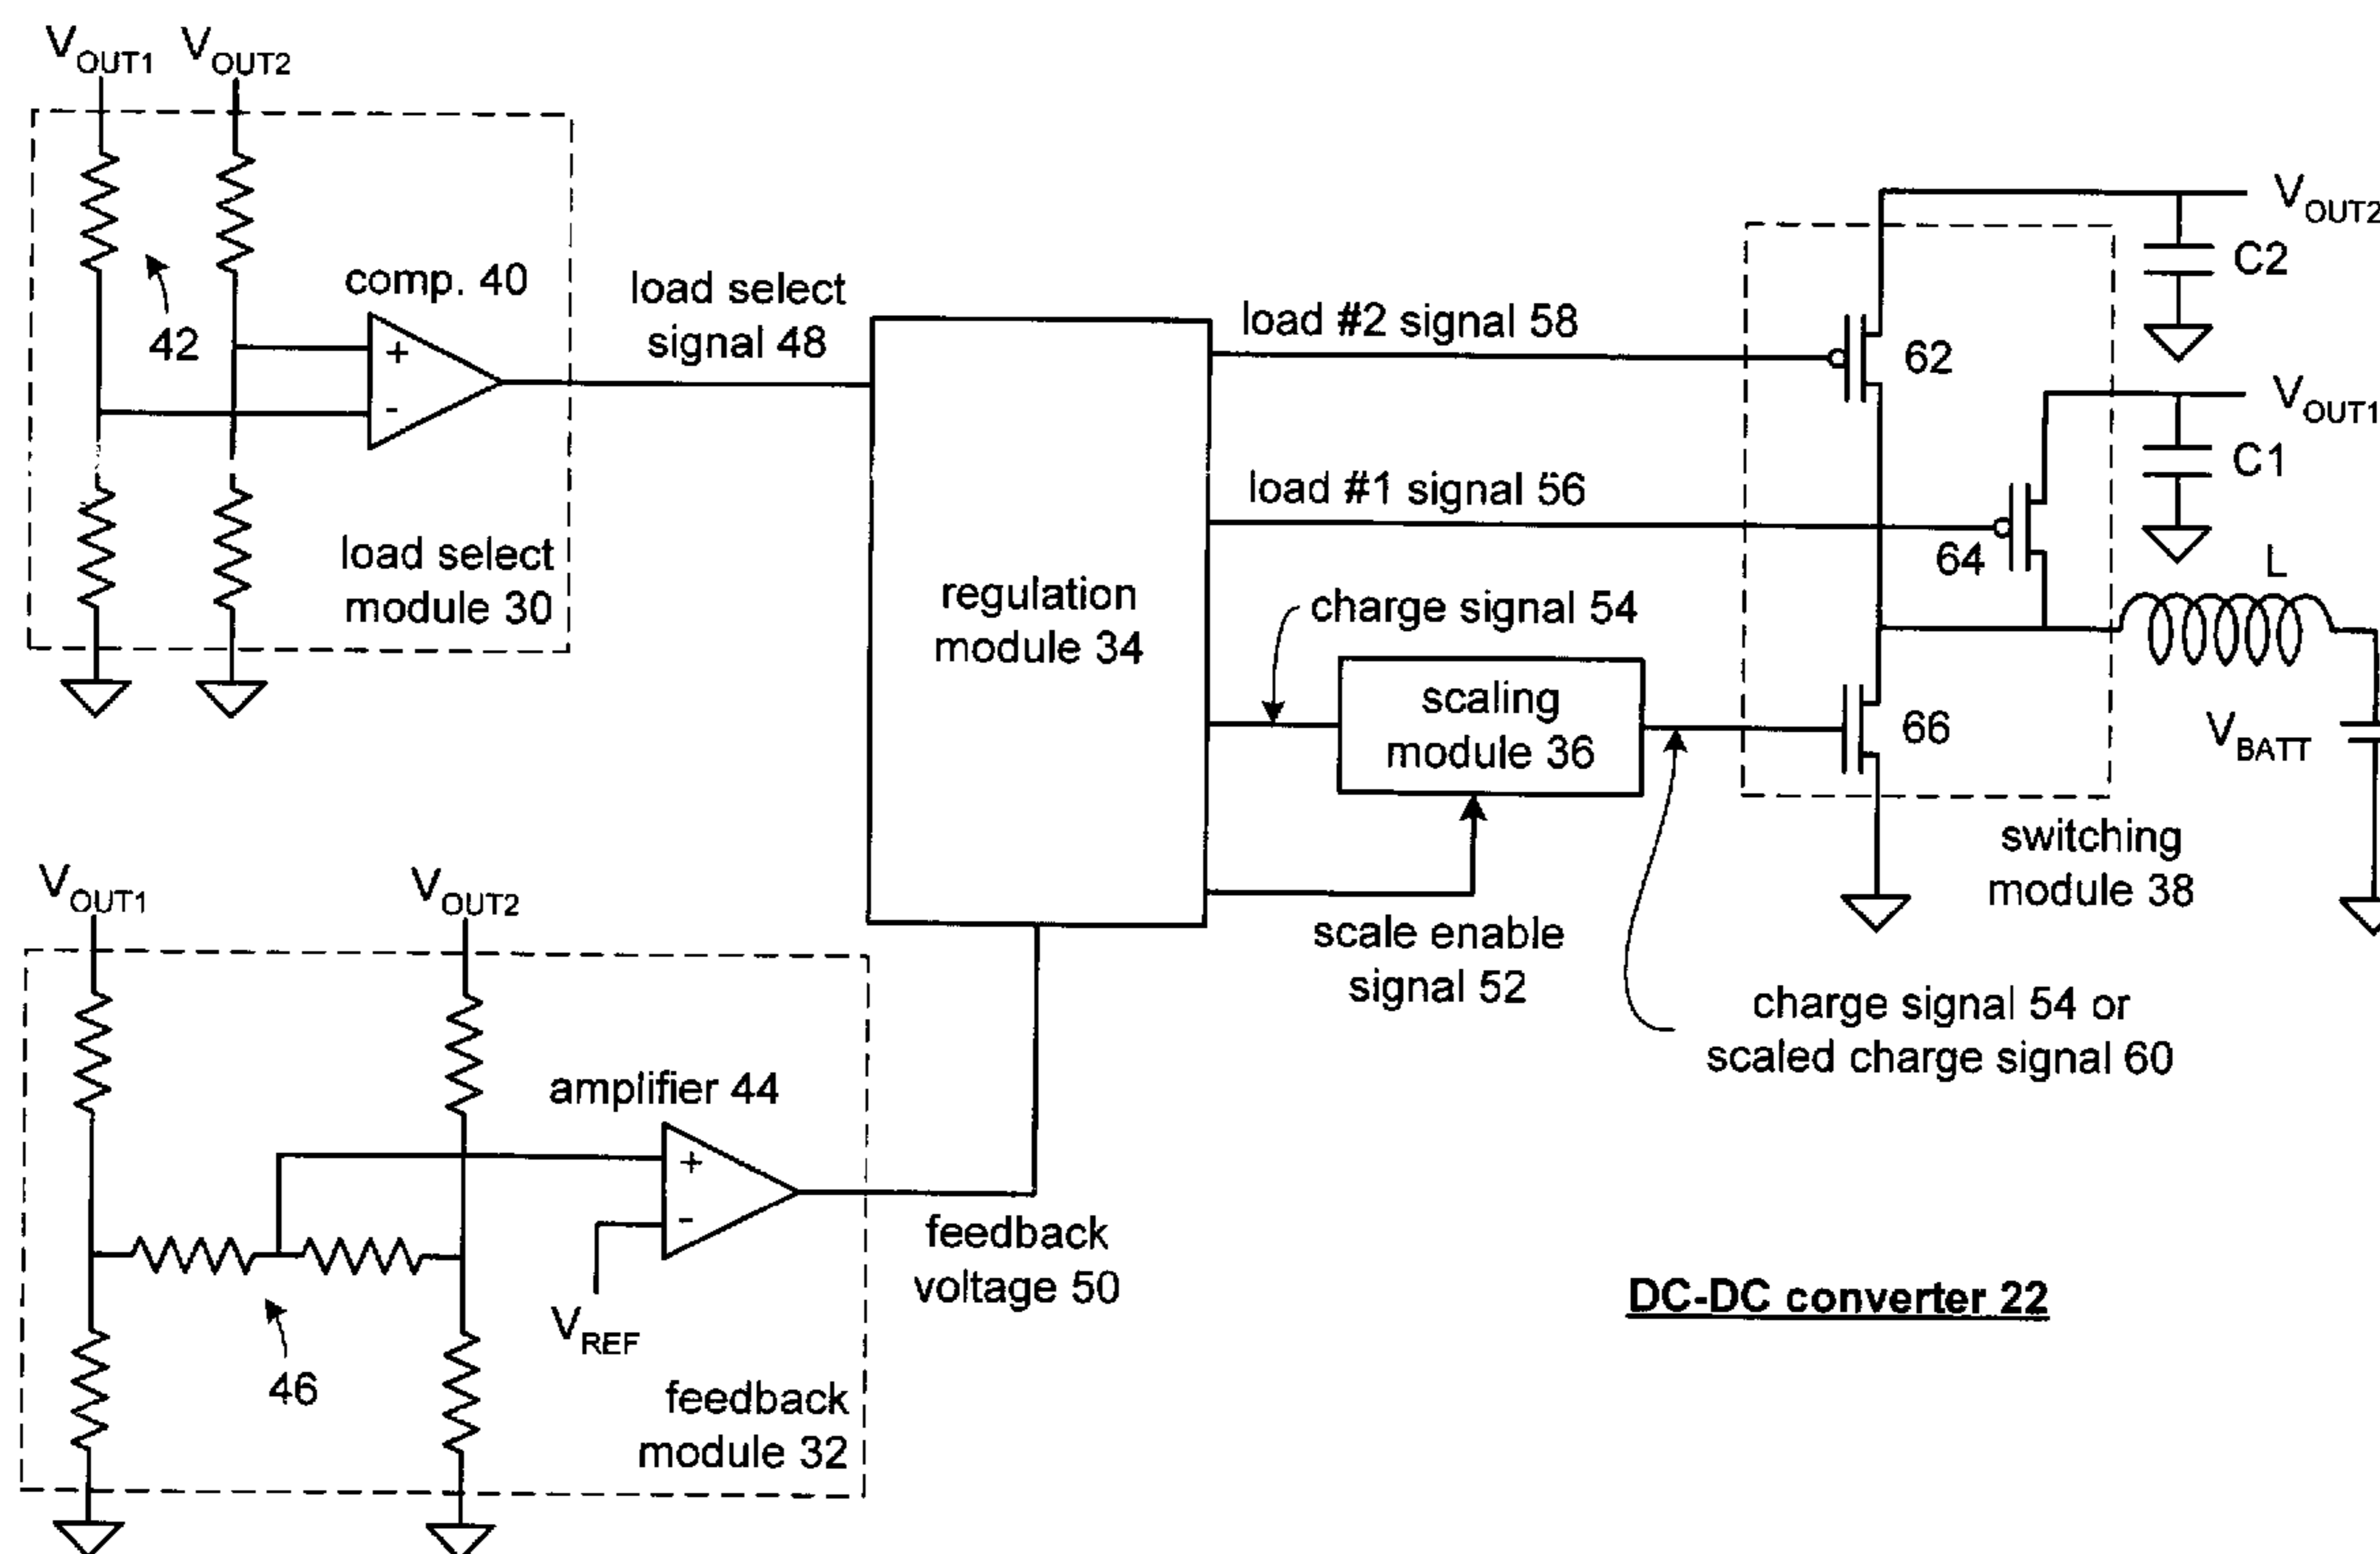 VOUT1 VOUT2
42
comp. 40
+
-
load select
module 30
load select
signal 48
regulation
module 34
load #2 signal 58
load #1 signal 56
charge signal 54
scaling
module 36
scale enable
signal 52
charge signal 54 or
scaled charge signal 60
62
64
66
switching
module 38
VOUT2
C2
VOUT1
C1
L
VBATT
VOUT1
VOUT2
46
amplifier 44
+
-
VREF
feedback
module 32
feedback
voltage 50
DC-DC converter 22